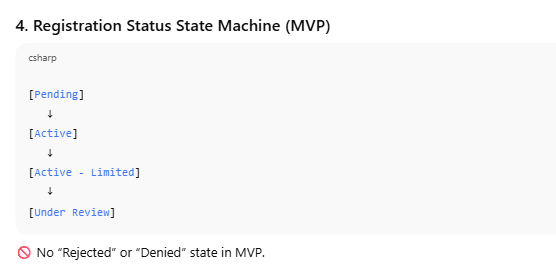 4. Registration Status State Machine (MVP)
csharp
[Pending]
↓
[Active]
↓
[Active - Limited]
↓
[Under Review]
🚫 No “Rejected” or “Denied” state in MVP.